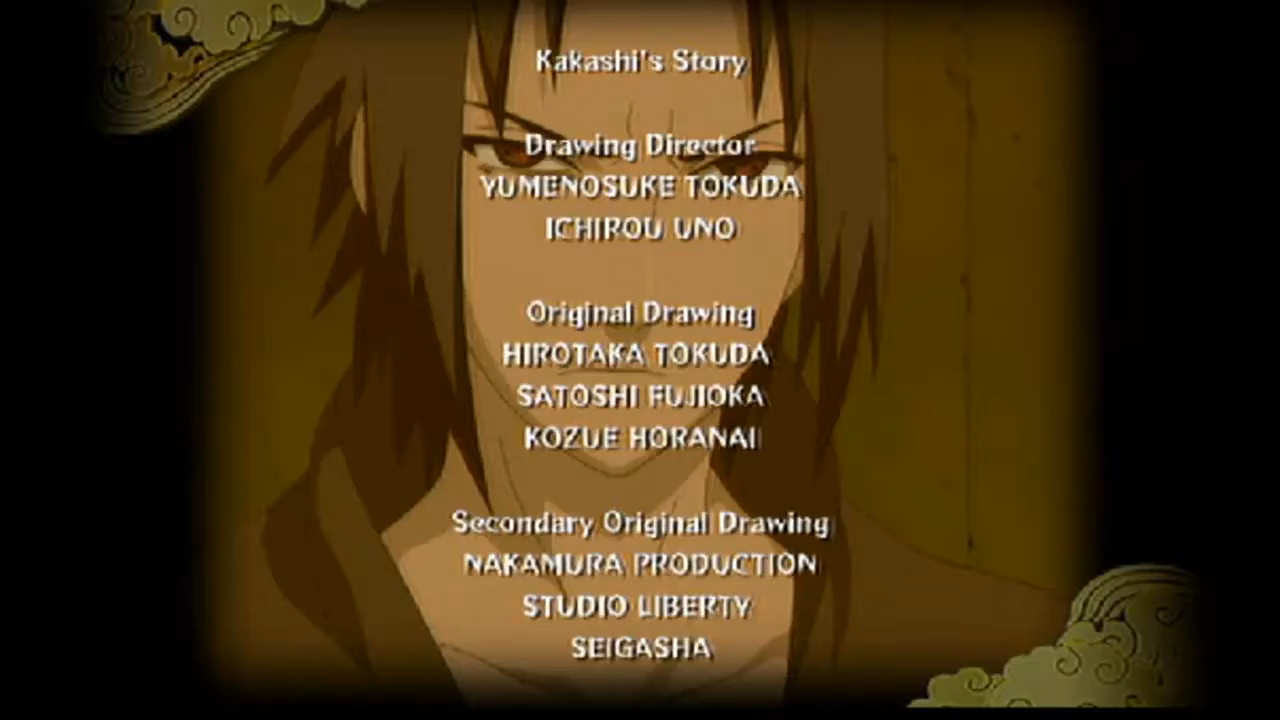 Kakashi's Story
Drawing Director
YUMENOSUKE TOKUDA
ICHIROU UNO
Original Drawing
HIROTAKA TOKUDA
SATOSHI FUJIOKA
KOZUE HORANAII
Secondary Original Drawing
NAKAMURA PRODUCTION
STUDIO LIBERTY
SEIGASHA